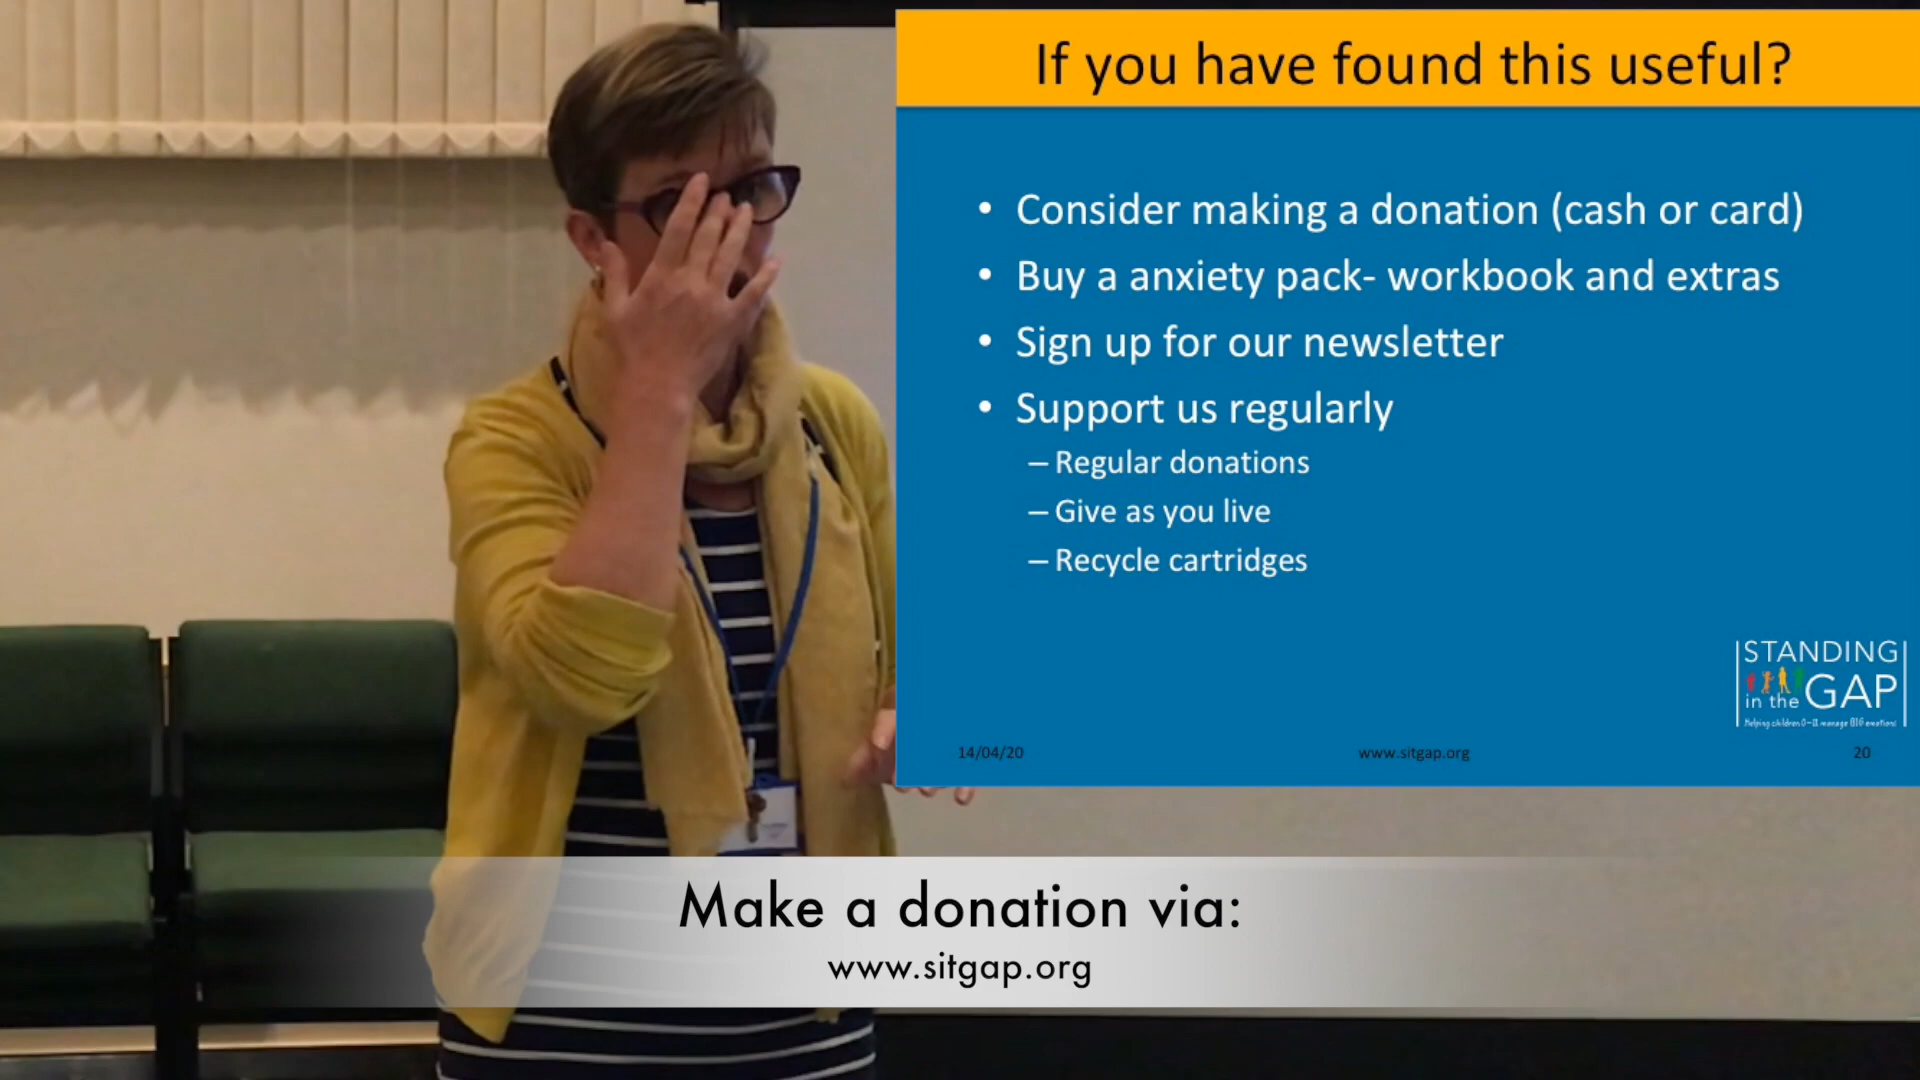 If you have found this useful?
• Consider making a donation (cash or card)
• Buy a anxiety pack- workbook and extras
• Sign up for our newsletter
• Support us regularly
– Regular donations
– Give as you live
– Recycle cartridges
STANDING
in the GAP
Helping children 0-11 manage BIG emotions
14/04/20
www.sitgap.org
20
Make a donation via:
www.sitgap.org